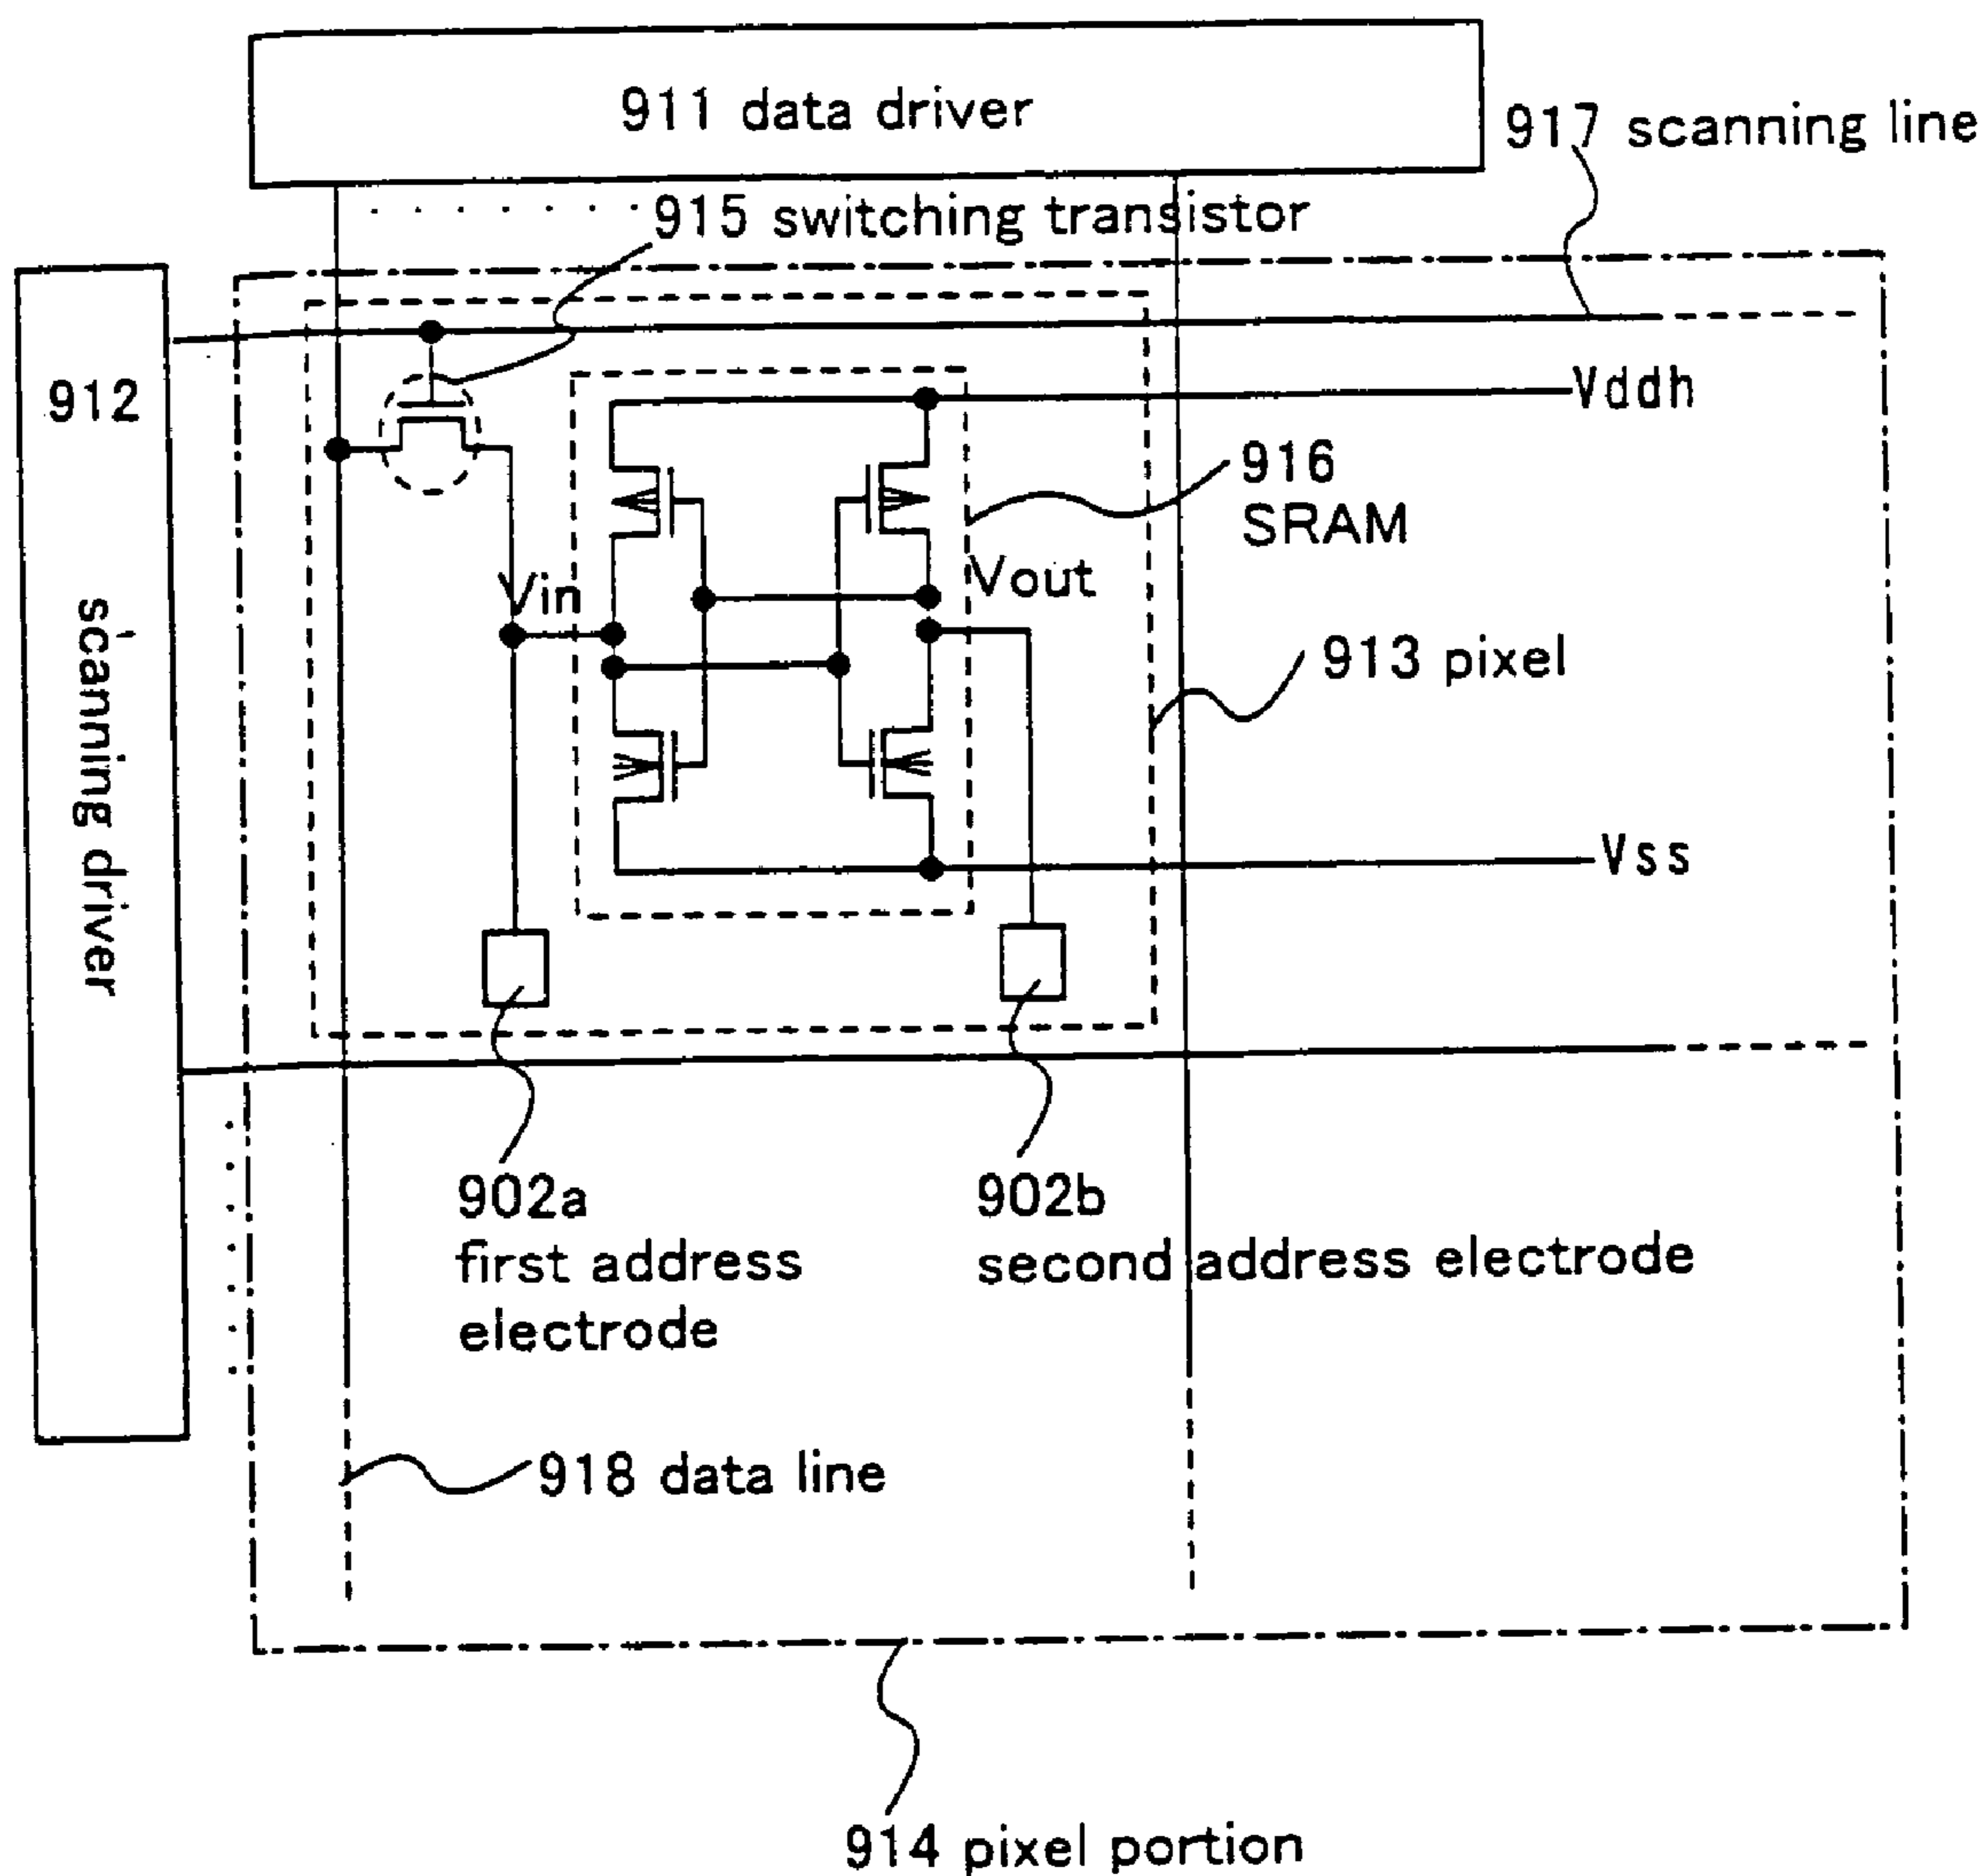 911 data driver
917 scanning line
915 switching transistor
912
scanning driver
Vddh
916
SRAM
Vin
Vout
913 pixel
Vss
902a
first address
electrode
902b
second address electrode
918 data line
914 pixel portion